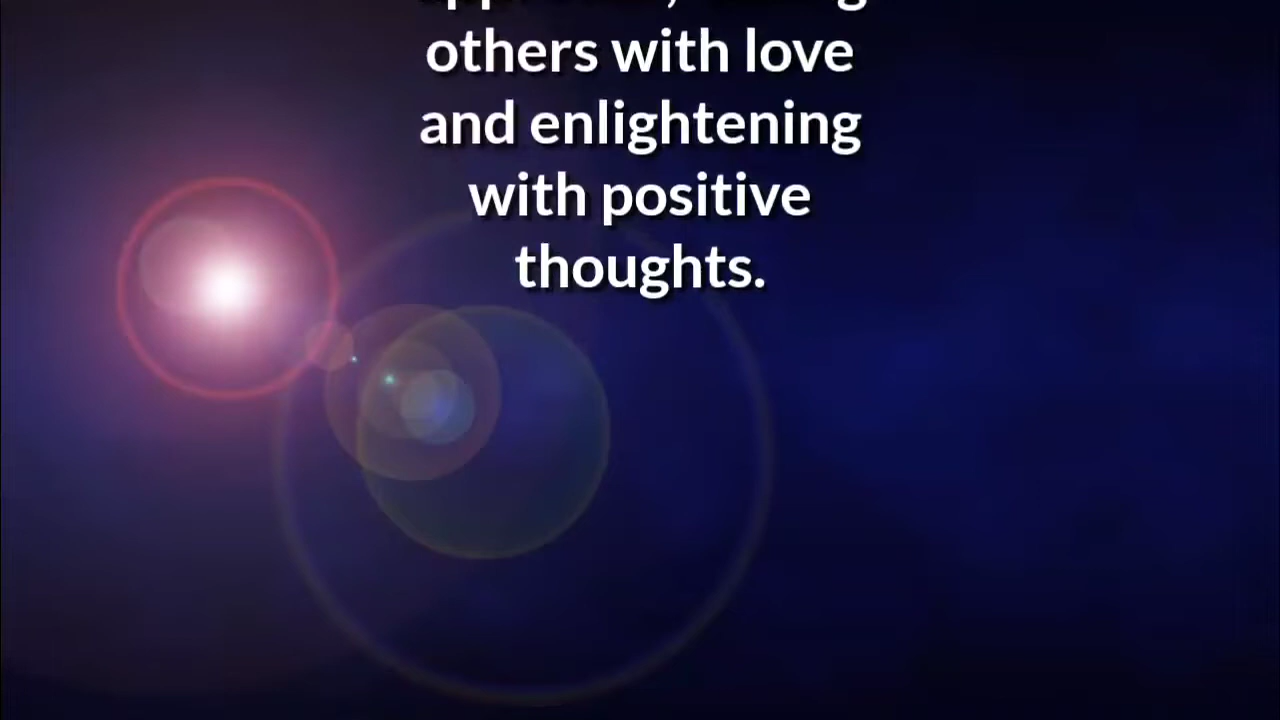 others with love
and enlightening
with positive
thoughts.